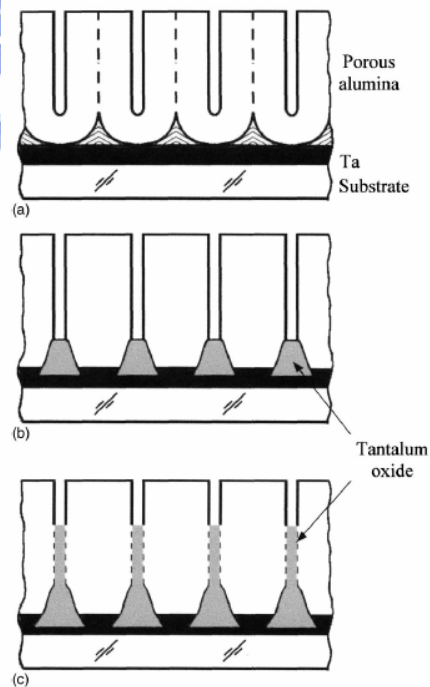 Porous
alumina
Ta
Substrate
(a)
(b)
Tantalum
oxide
(c)